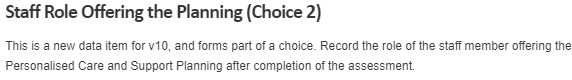 Staff Role Offering the Planning (Choice 2)
This is a new data item for v10, and forms part of a choice. Record the role of the staff member offering the
Personalised Care and Support Planning after completion of the assessment.